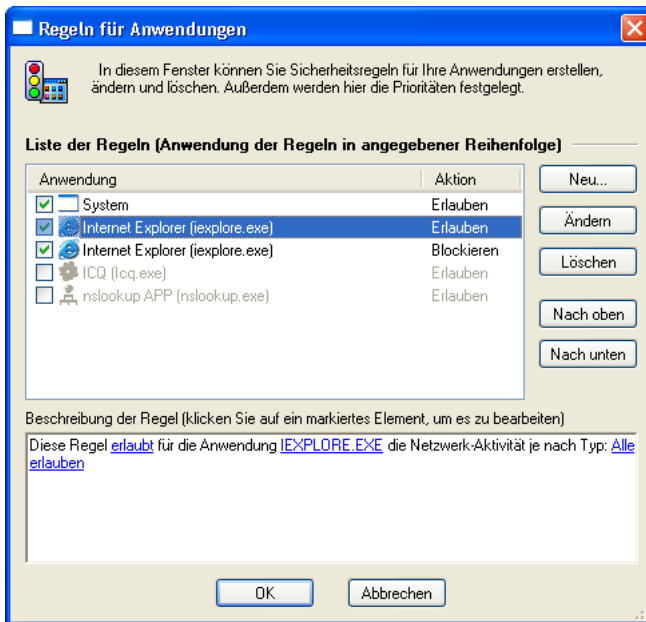 Regeln für Anwendungen
In diesem Fenster können Sie Sicherheitsregeln für Ihre Anwendungen erstellen,
ändern und löschen. Außerdem werden hier die Prioritäten festgelegt.
Liste der Regeln (Anwendung der Regeln in angegebener Reihenfolge)
Anwendung Aktion
System Erlauben
Internet Explorer (iexplore.exe) Erlauben
Internet Explorer (iexplore.exe) Blockieren
ICQ (Icq.exe) Erlauben
nslookup APP (nslookup.exe) Erlauben
Neu...
Ändern
Löschen
Nach oben
Nach unten
Beschreibung der Regel (klicken Sie auf ein markiertes Element, um es zu bearbeiten)
Diese Regel erlaubt für die Anwendung IEXPLORE.EXE die Netzwerk-Aktivität je nach Typ: Alle
erlauben
OK Abbrechen